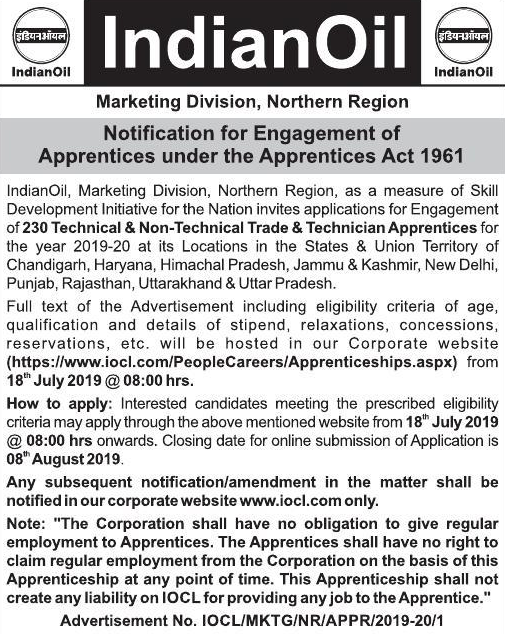 IndianOil
इंडियनऑयल
IndianOil
इंडियनऑयल
IndianOil
Marketing Division, Northern Region
Notification for Engagement of
Apprentices under the Apprentices Act 1961
IndianOil, Marketing Division, Northern Region, as a measure of Skill
Development Initiative for the Nation invites applications for Engagement
of 230 Technical & Non-Technical Trade & Technician Apprentices for
the year 2019-20 at its Locations in the States & Union Territory of
Chandigarh, Haryana, Himachal Pradesh, Jammu & Kashmir, New Delhi,
Punjab, Rajasthan, Uttarakhand & Uttar Pradesh.
Full text of the Advertisement including eligibility criteria of age,
qualification and details of stipend, relaxations, concessions,
reservations, etc. will be hosted in our Corporate website
(https://www.iocl.com/PeopleCareers/Apprenticeships.aspx) from
18th July 2019 @ 08:00 hrs.
How to apply: Interested candidates meeting the prescribed eligibility
criteria may apply through the above mentioned website from 18th July 2019
@ 08:00 hrs onwards. Closing date for online submission of Application is
08th August 2019.
Any subsequent notification/amendment in the matter shall be
notified in our corporate website www.iocl.com only.
Note: "The Corporation shall have no obligation to give regular
employment to Apprentices. The Apprentices shall have no right to
claim regular employment from the Corporation on the basis of this
Apprenticeship at any point of time. This Apprenticeship shall not
create any liability on IOCL for providing any job to the Apprentice."
Advertisement No. IOCL/MKTG/NR/APPR/2019-20/1